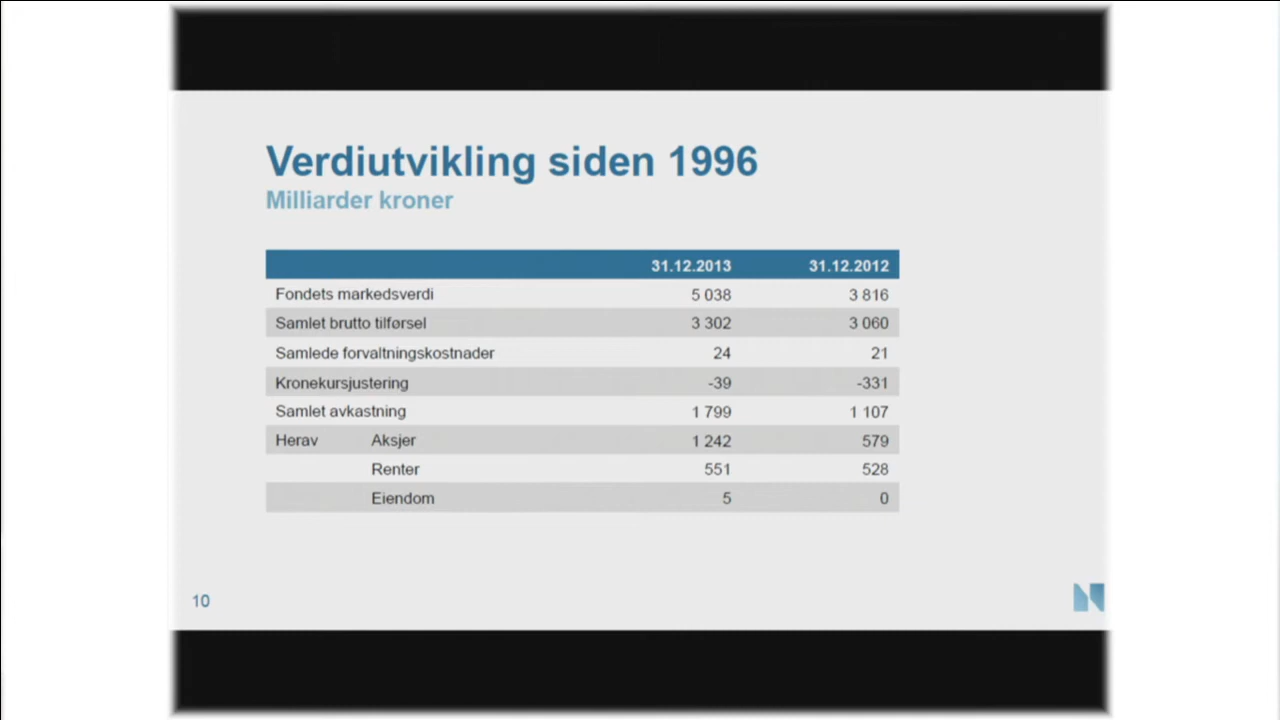 Verdiutvikling siden 1996
Milliarder kroner
31.12.2013 31.12.2012
Fondets markedsverdi 5 038 3 816
Samlet brutto tilførsel 3 302 3 060
Samlede forvaltningskostnader 24 21
Kronekursjustering -39 -331
Samlet avkastning 1 799 1 107
Herav Aksjer 1 242 579
Renter 551 528
Eiendom 5 0
10